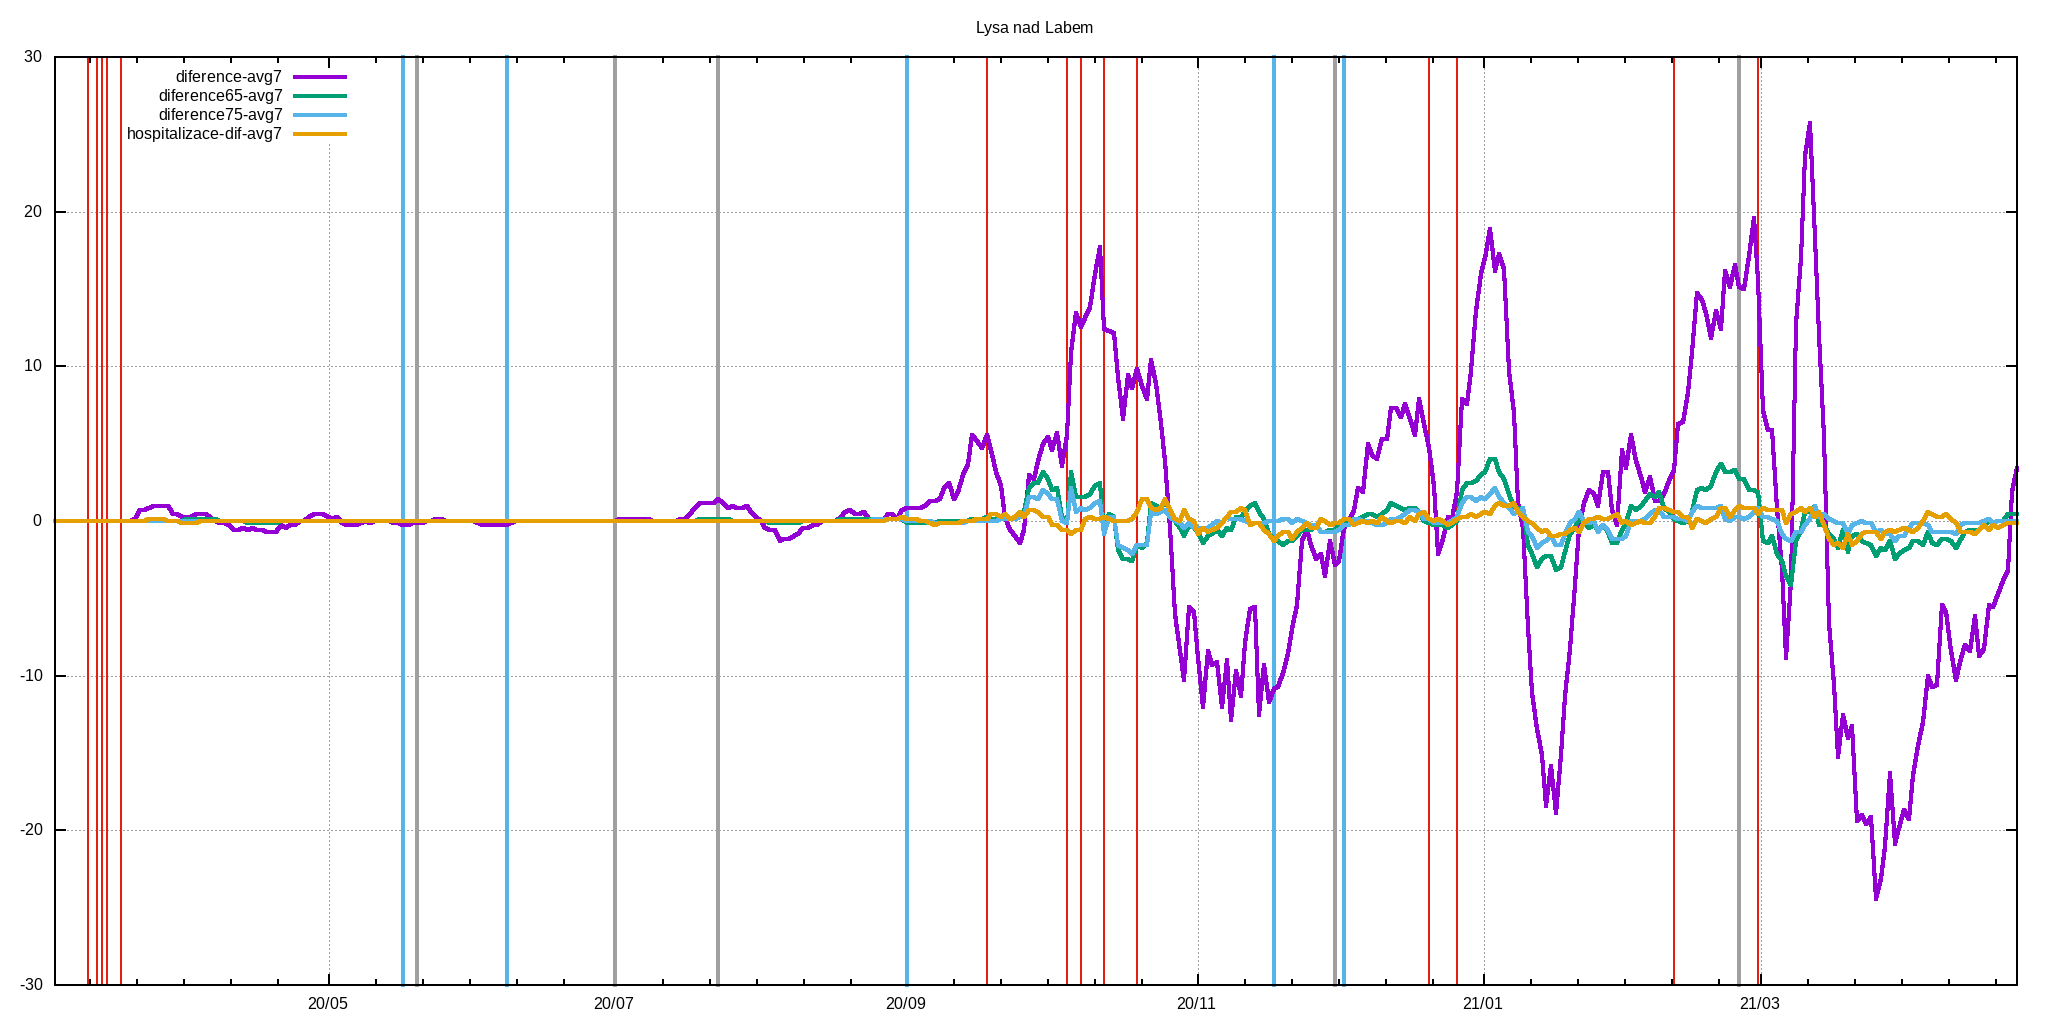 Lysa nad Labem
30
20
10
0
-10
-20
-30
diference-avg7
diference65-avg7
diference75-avg7
hospitalizace-dif-avg7
20/05 20/07 20/09 20/11 21/01 21/03